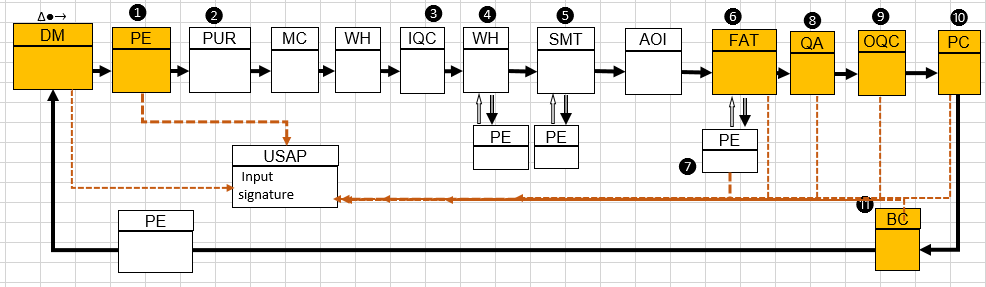 Δ●→
❶
❷
❸
❹
❺
❻
❽
❾
❿
DM
PE
PUR
MC
WH
IQC
WH
SMT
AOI
FAT
QA
OQC
PC
PE
PE
PE
❼
USAP
Input
signature
⓫
PE
BC